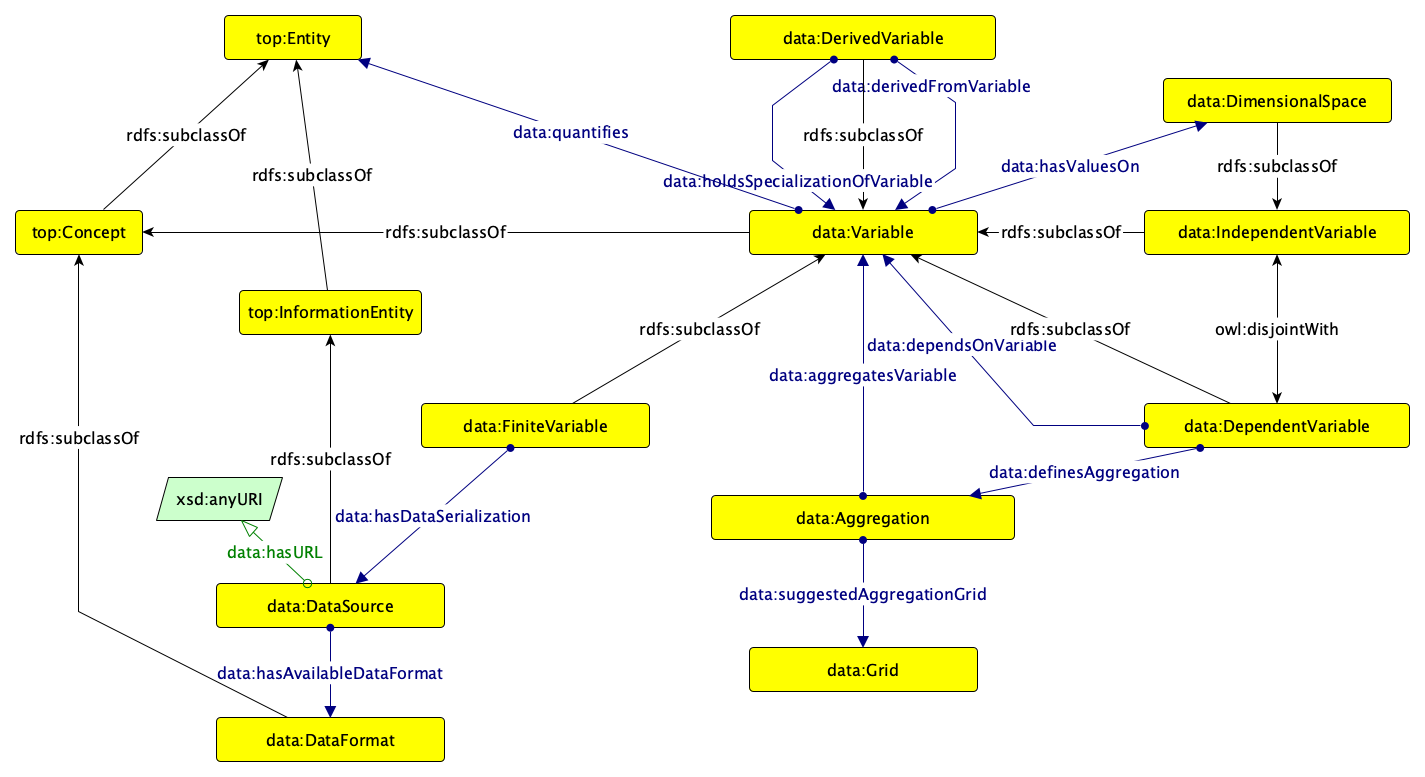 top:Entity
data:DerivedVariable
data:derivedFromVariable
data:DimensionalSpace
rdfs:subclassOf
data:quantifies
rdfs:subclassOf
data:hasValuesOn
rdfs:subclassOf
rdfs:subclassOf
data:holdsSpecializationOfVariable
top:Concept
rdfs:subclassOf
data:Variable
rdfs:subclassOf
data:IndependentVariable
top:InformationEntity
rdfs:subclassOf
rdfs:subclassOf
owl:disjointWith
data:dependsOnVariable
data:aggregatesVariable
data:FiniteVariable
data:DependentVariable
rdfs:subclassOf
rdfs:subclassOf
data:definesAggregation
xsd:anyURI
data:hasDataSerialization
data:Aggregation
data:hasURL
data:suggestedAggregationGrid
data:DataSource
data:hasAvailableDataFormat
data:Grid
data:DataFormat